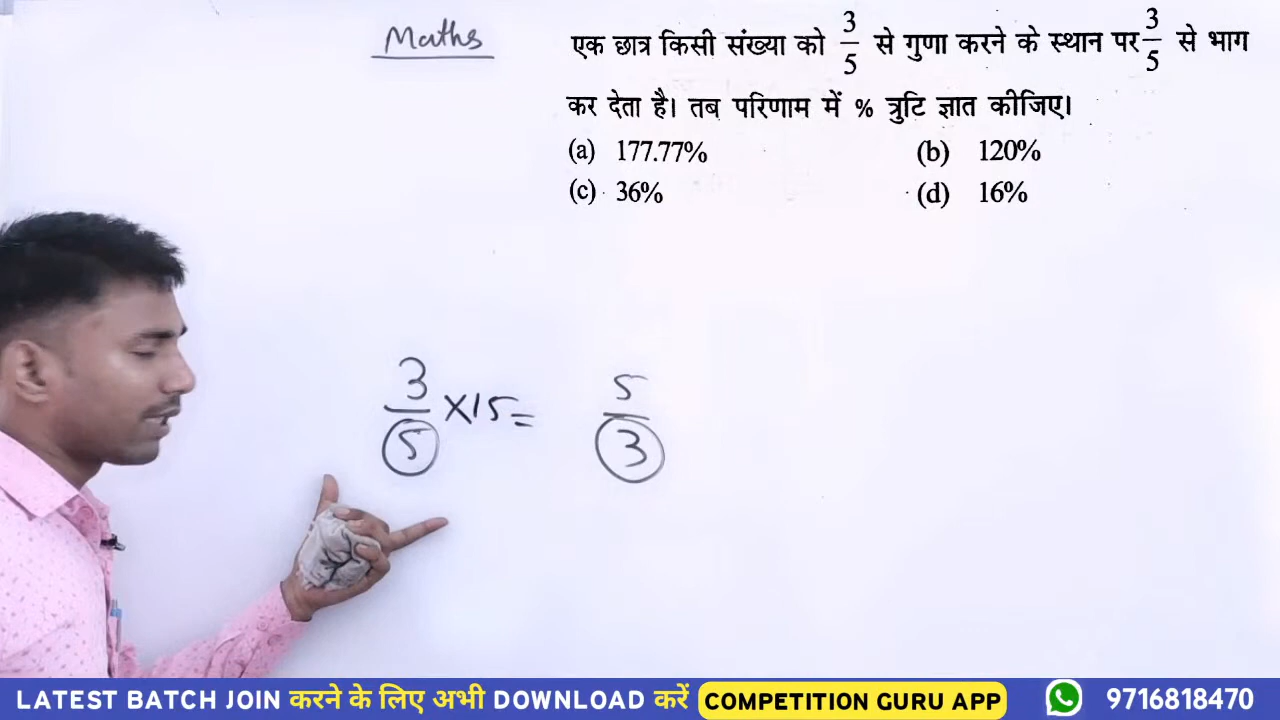 Maths
एक छात्र किसी संख्या को 3/5 से गुणा करने के स्थान पर 3/5 से भाग
कर देता है। तब परिणाम में % त्रुटि ज्ञात कीजिए।
(a) 177.77% (b) 120%
(c) 36% (d) 16%
3/5 ×15= 5/3
LATEST BATCH JOIN करने के लिए अभी DOWNLOAD करें COMPETITION GURU APP 9716818470